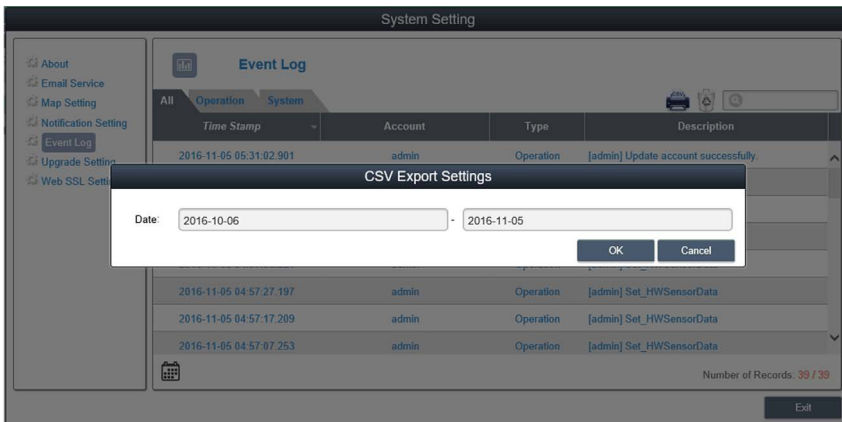 System Setting
About
Email Service
Map Setting
Notification Setting
Event Log
Upgrade Setting
Web SSL Setti
Event Log
All Operation System
CSV
Time Stamp Account Type Description
2016-11-05 05:31:02.901 admin Operation [admin] Update account successfully.
CSV Export Settings
Date: 2016-10-06 - 2016-11-05
OK Cancel
2016-11-05 04:57:27.197 admin Operation [admin] Set_HWSensorData
2016-11-05 04:57:17.209 admin Operation [admin] Set_HWSensorData
2016-11-05 04:57:07.253 admin Operation [admin] Set_HWSensorData
Number of Records: 39 / 39
Exit